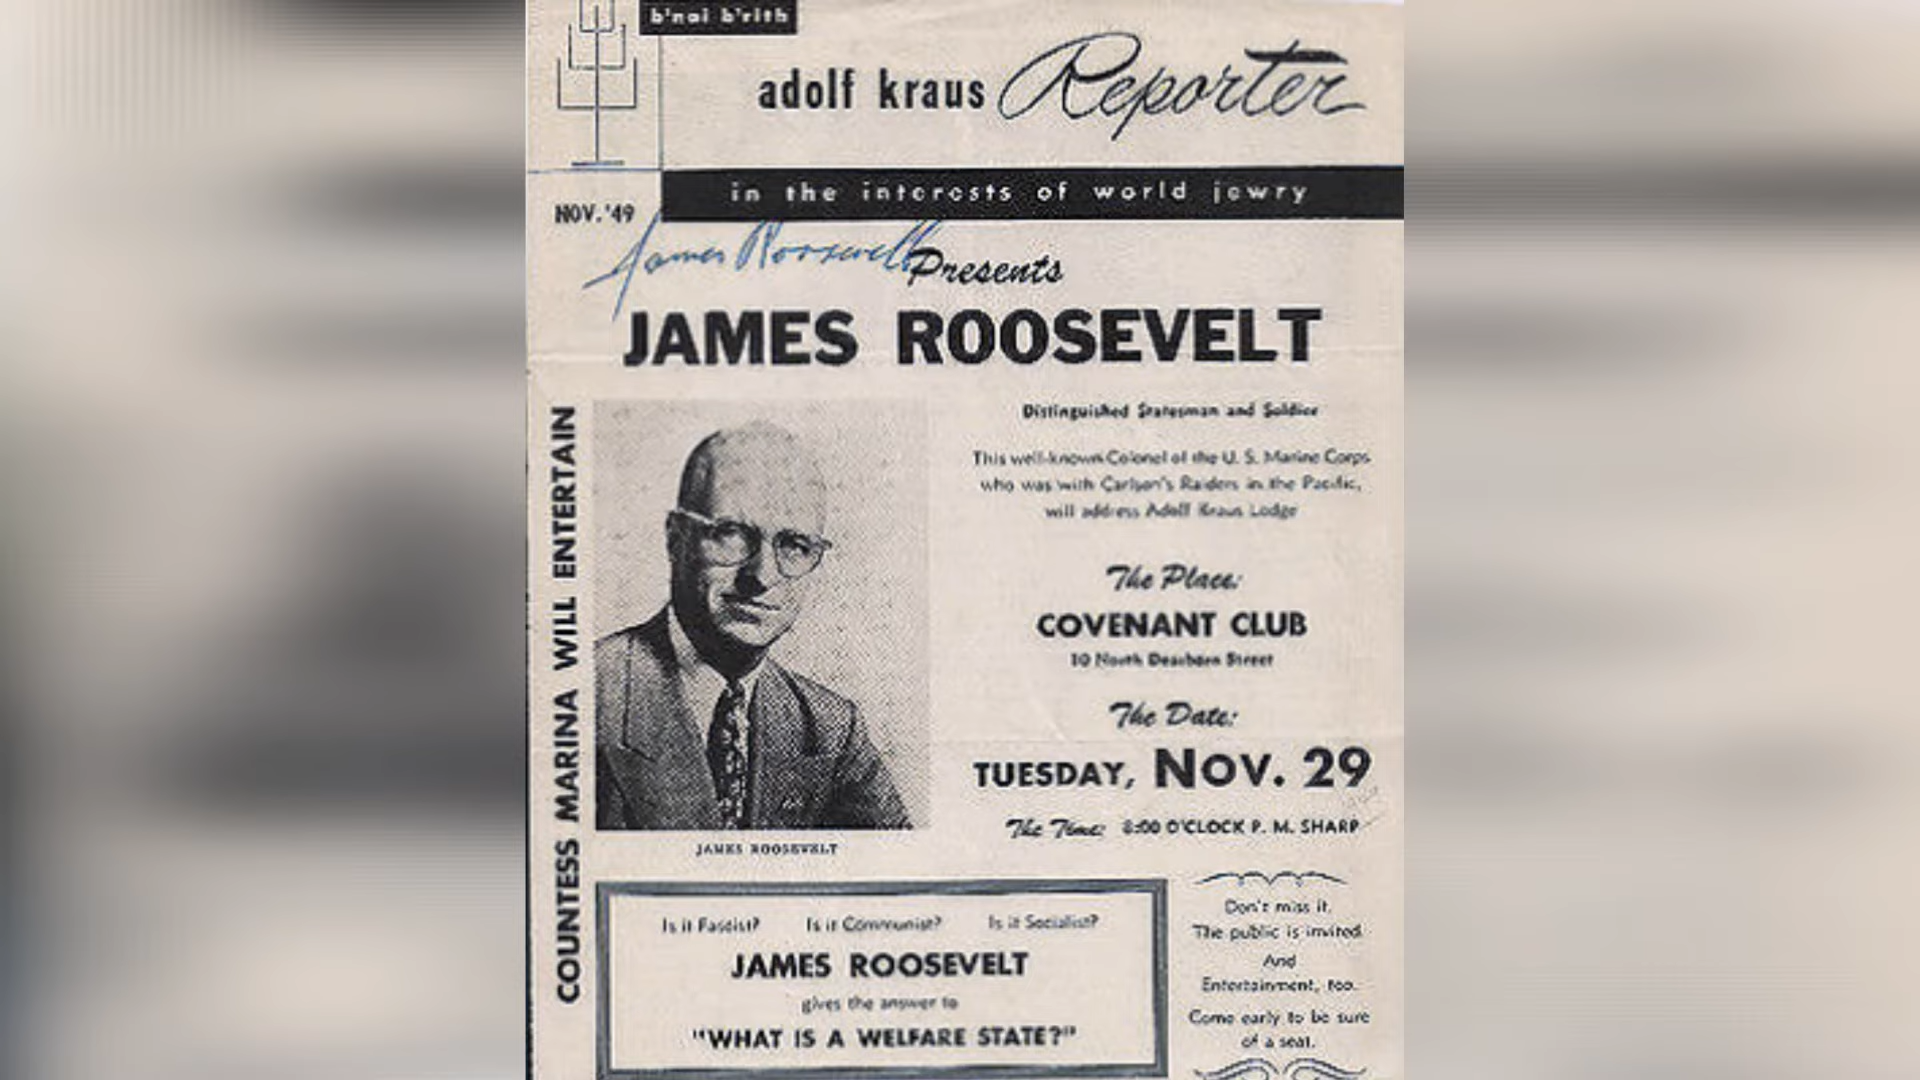 b'nai b'rith
adolf kraus Reporter
in the interests of world jewry
NOV. '49
James Roosevelt
Presents
JAMES ROOSEVELT
COUNTESS MARINA WILL ENTERTAIN
Distinguished Statesman and Soldier
This well-known Colonel of the U. S. Marine Corps
who was with Carlson's Raiders in the Pacific,
will address Adolf Kraus Lodge
The Place:
COVENANT CLUB
10 North Dearborn Street
The Date:
TUESDAY, NOV. 29
The Time: 8:00 O'CLOCK P. M. SHARP
JAMES ROOSEVELT
Is it Fascist? Is it Communist? Is it Socialist?
JAMES ROOSEVELT
gives the answer to
"WHAT IS A WELFARE STATE?"
Don't miss it.
The public is invited.
And
Entertainment, too.
Come early to be sure
of a seat.